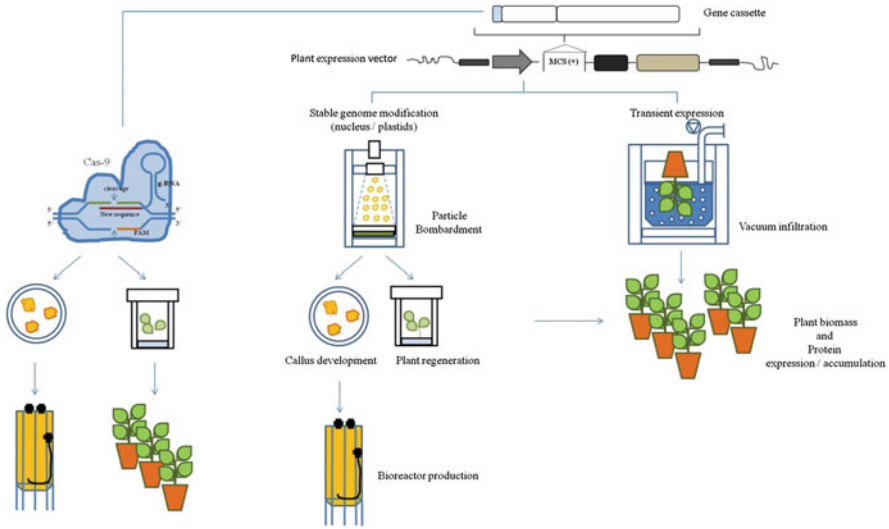 Gene cassette
Plant expression vector
MCS (+)
Stable genome modification
(nucleus / plastids)
Transient expression
Cas-9
cleavage
g-RNA
5'
3'
5'
New sequence
3'
5'
PAM
Particle
Bombardment
Vacuum infiltration
Callus development
Plant regeneration
Plant biomass
and
Protein
expression / accumulation
Bioreactor production